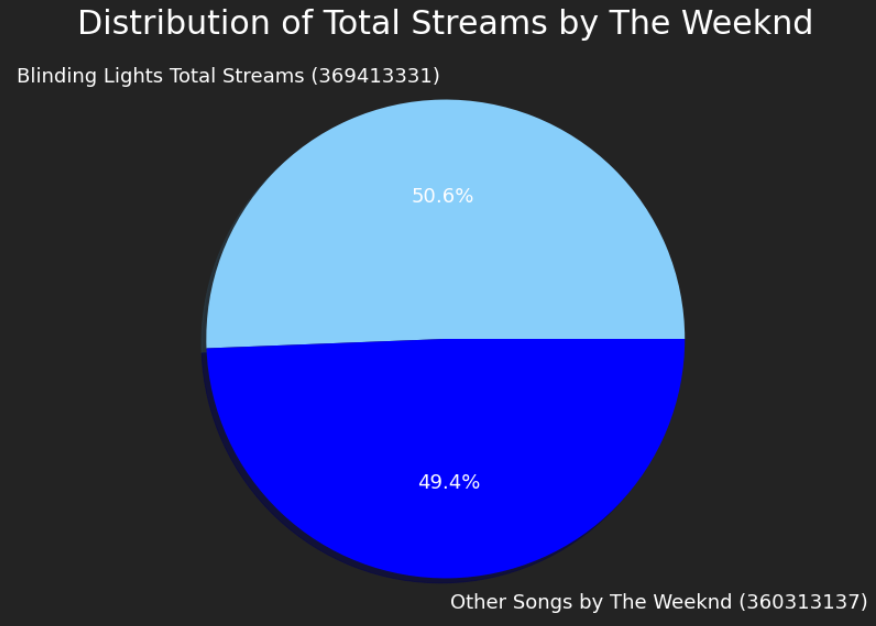 Distribution of Total Streams by The Weeknd
Blinding Lights Total Streams (369413331)
50.6%
49.4%
Other Songs by The Weeknd (360313137)